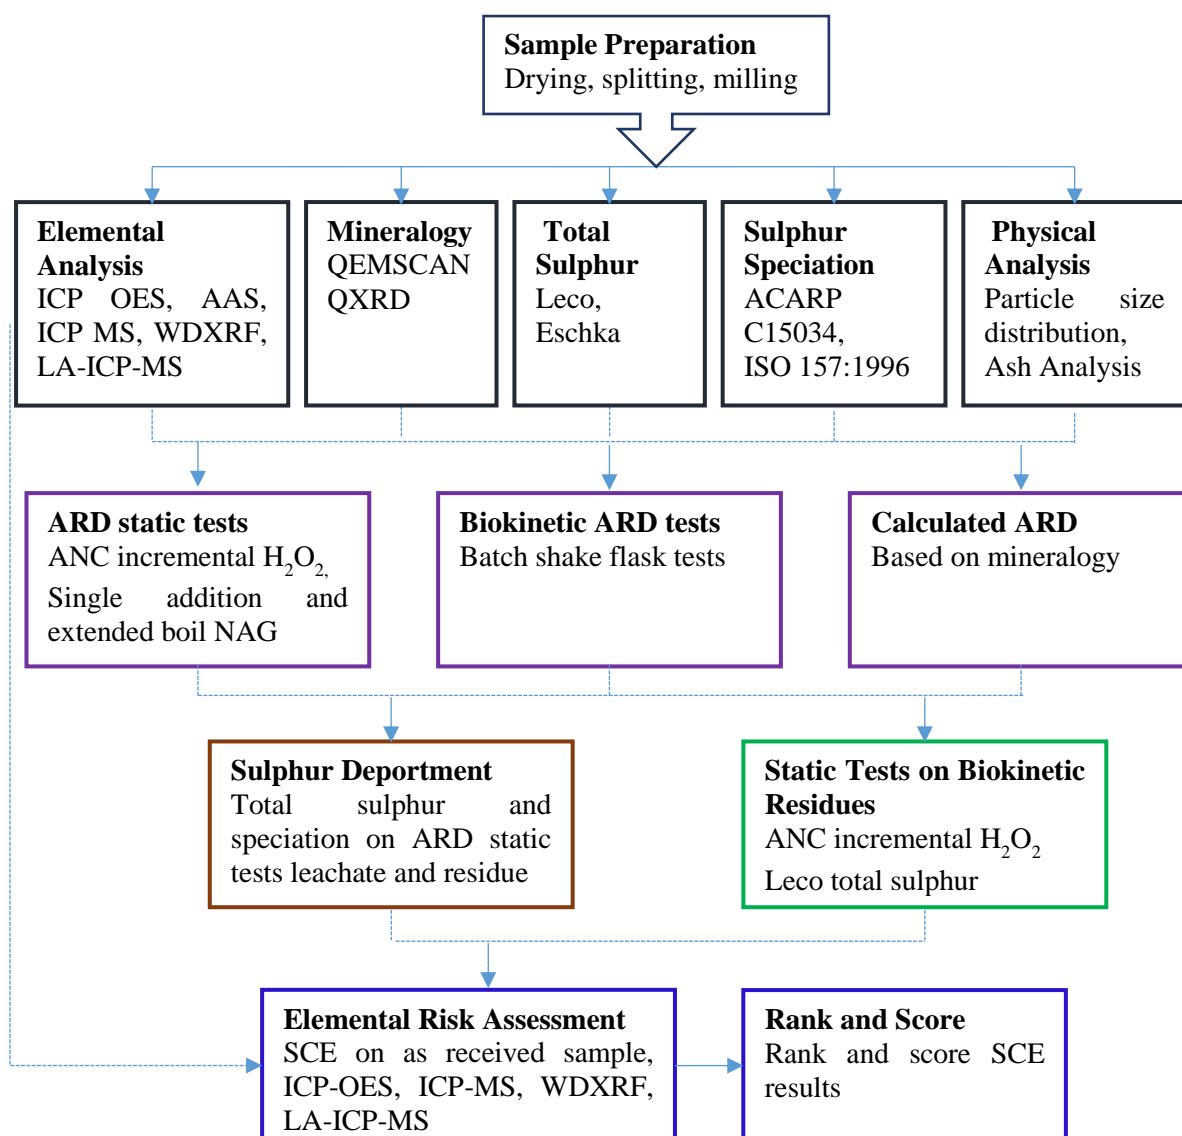 Sample Preparation
Drying, splitting, milling
Elemental
Analysis
ICP OES, AAS,
ICP MS, WDXRF,
LA-ICP-MS
Mineralogy
QEMSCAN
QXRD
Total
Sulphur
Leco,
Eschka
Sulphur
Speciation
ACARP
C15034,
ISO 157:1996
Physical
Analysis
Particle size
distribution,
Ash Analysis
ARD static tests
ANC incremental H₂O₂,
Single addition and
extended boil NAG
Biokinetic ARD tests
Batch shake flask tests
Calculated ARD
Based on mineralogy
Sulphur Deportment
Total sulphur and
speciation on ARD static
tests leachate and residue
Static Tests on Biokinetic
Residues
ANC incremental H₂O₂
Leco total sulphur
Elemental Risk Assessment
SCE on as received sample,
ICP-OES, ICP-MS, WDXRF,
LA-ICP-MS
Rank and Score
Rank and score SCE
results